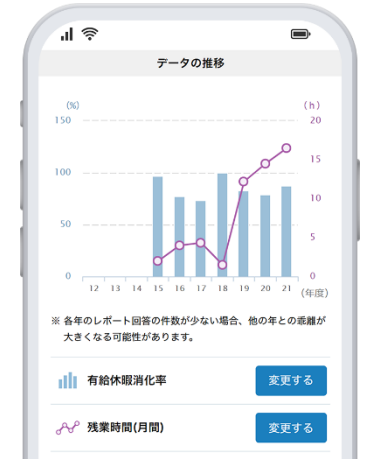 データの推移
(%)
(h)
150
20
15
100
10
50
5
0
0
12 13 14 15 16 17 18 19 20 21
(年度)
※ 各年のレポート回答の件数が少ない場合、他の年との乖離が
大きくなる可能性があります。
有給休暇消化率
変更する
残業時間(月間)
変更する